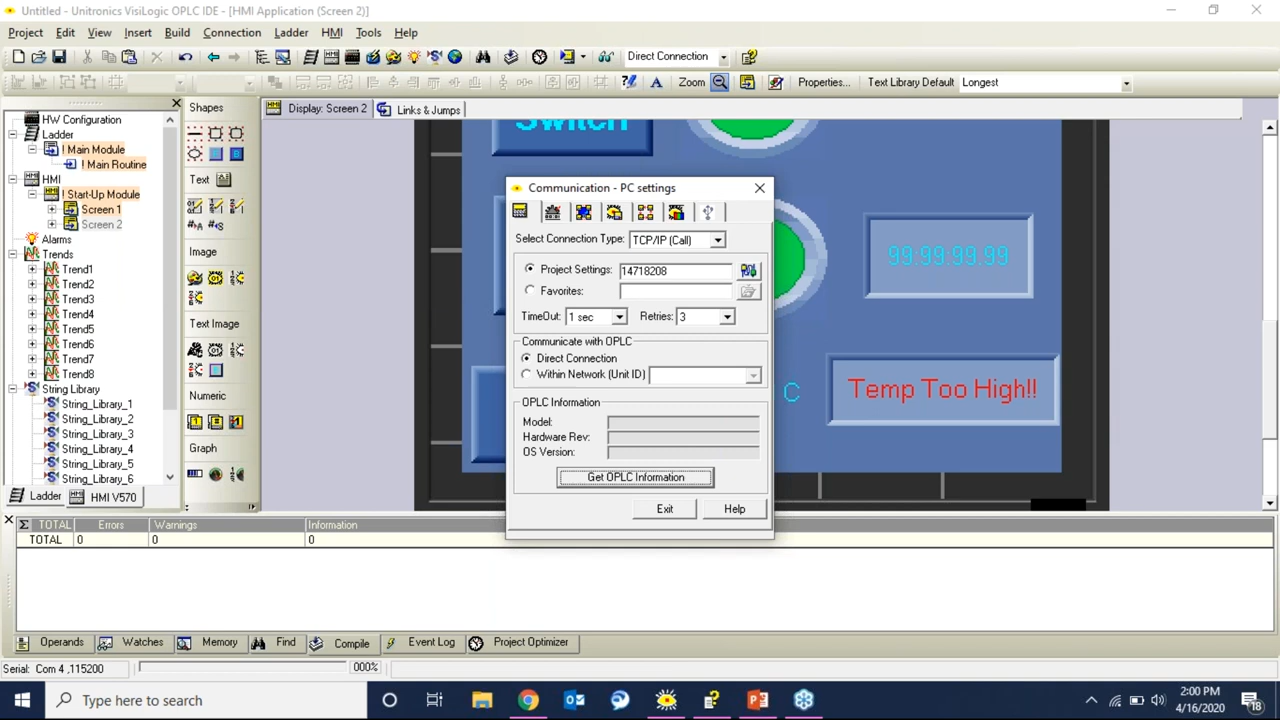 Untitled - Unitronics VisiLogic OPLC IDE - [HMI Application (Screen 2)]
Project Edit View Insert Build Connection Ladder HMI Tools Help
Direct Connection
Zoom Properties... Text Library Default Longest
HW Configuration
Ladder
! Main Module
! Main Routine
HMI
! Start-Up Module
Screen 1
Screen 2
Alarms
Trends
Trend1
Trend2
Trend3
Trend4
Trend5
Trend6
Trend7
Trend8
String Library
String_Library_1
String_Library_2
String_Library_3
String_Library_4
String_Library_5
String_Library_6
Ladder HMI V570
Shapes
Text
Image
Text Image
Numeric
Graph
Display: Screen 2 Links & Jumps
Switch
99:99:99.99
C
Temp Too High!!
Communication - PC settings
Select Connection Type: TCP/IP (Call)
Project Settings: 14718208
Favorites:
TimeOut: 1 sec Retries: 3
Communicate with OPLC
Direct Connection
Within Network (Unit ID)
OPLC Information
Model:
Hardware Rev:
OS Version:
Get OPLC Information
Exit Help
Σ TOTAL Errors Warnings Information
TOTAL 0 0 0
Operands Watches Memory Find Compile Event Log Project Optimizer
Serial: Com 4 ,115200 000%
Type here to search
2:00 PM
4/16/2020
18